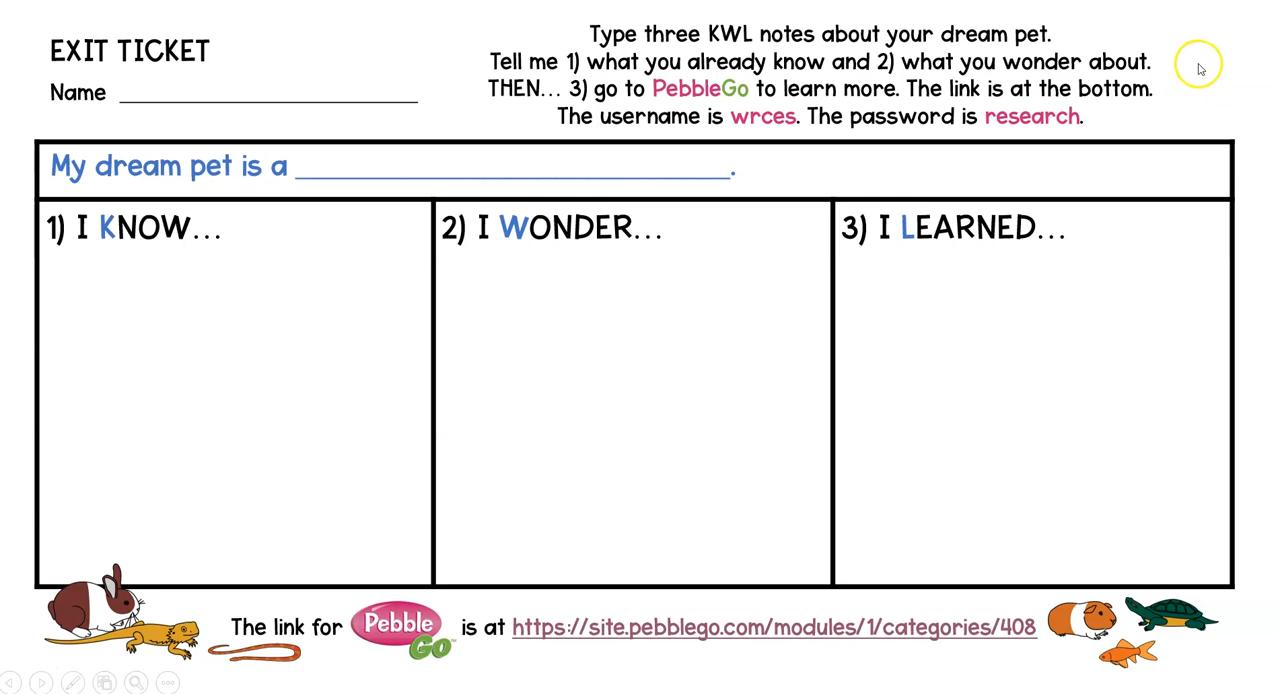 EXIT TICKET
Name ____________________
Type three KWL notes about your dream pet.
Tell me 1) what you already know and 2) what you wonder about.
THEN... 3) go to PebbleGo to learn more. The link is at the bottom.
The username is wrces. The password is research.
My dream pet is a ____________________________.
1) I KNOW...
2) I WONDER...
3) I LEARNED...
The link for Pebble Go is at https://site.pebblego.com/modules/1/categories/408